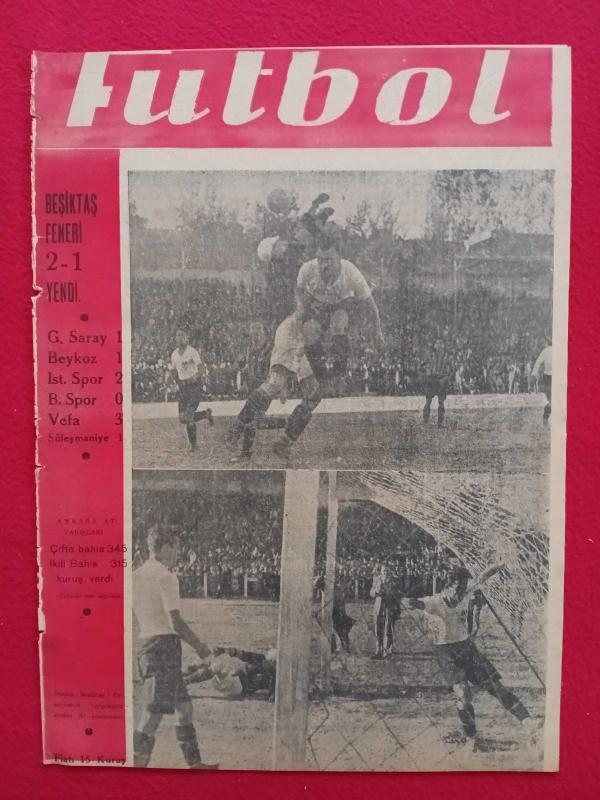 futbol
BEŞİKTAŞ
FENERİ
2-1
YENDİ.
G. Saray 1
Beykoz 1
Ist. Spor 2
B. Spor 0
Vefa 3
Süleymaniye 1
ANKARA AT
YARIŞLARI
Çifte bahis 345
İkili Bahis 315
kuruş verdi
Fiatı 15 Kuruş